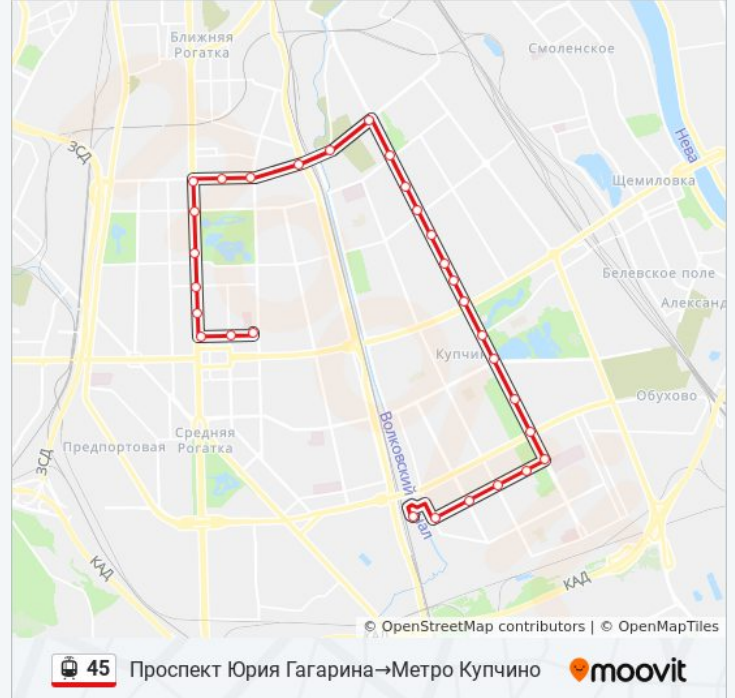 Ближняя
Рогатка
Смоленское
ЗСД
Нева
Щемиловка
Белевское поле
Александ
Купчин
Обухово
Волковский
Предпортовая
Средняя
Рогатка
ЗСД
КАД
КАД
© OpenStreetMap contributors | © OpenMapTiles
45 Проспект Юрия Гагарина→Метро Купчино moovit